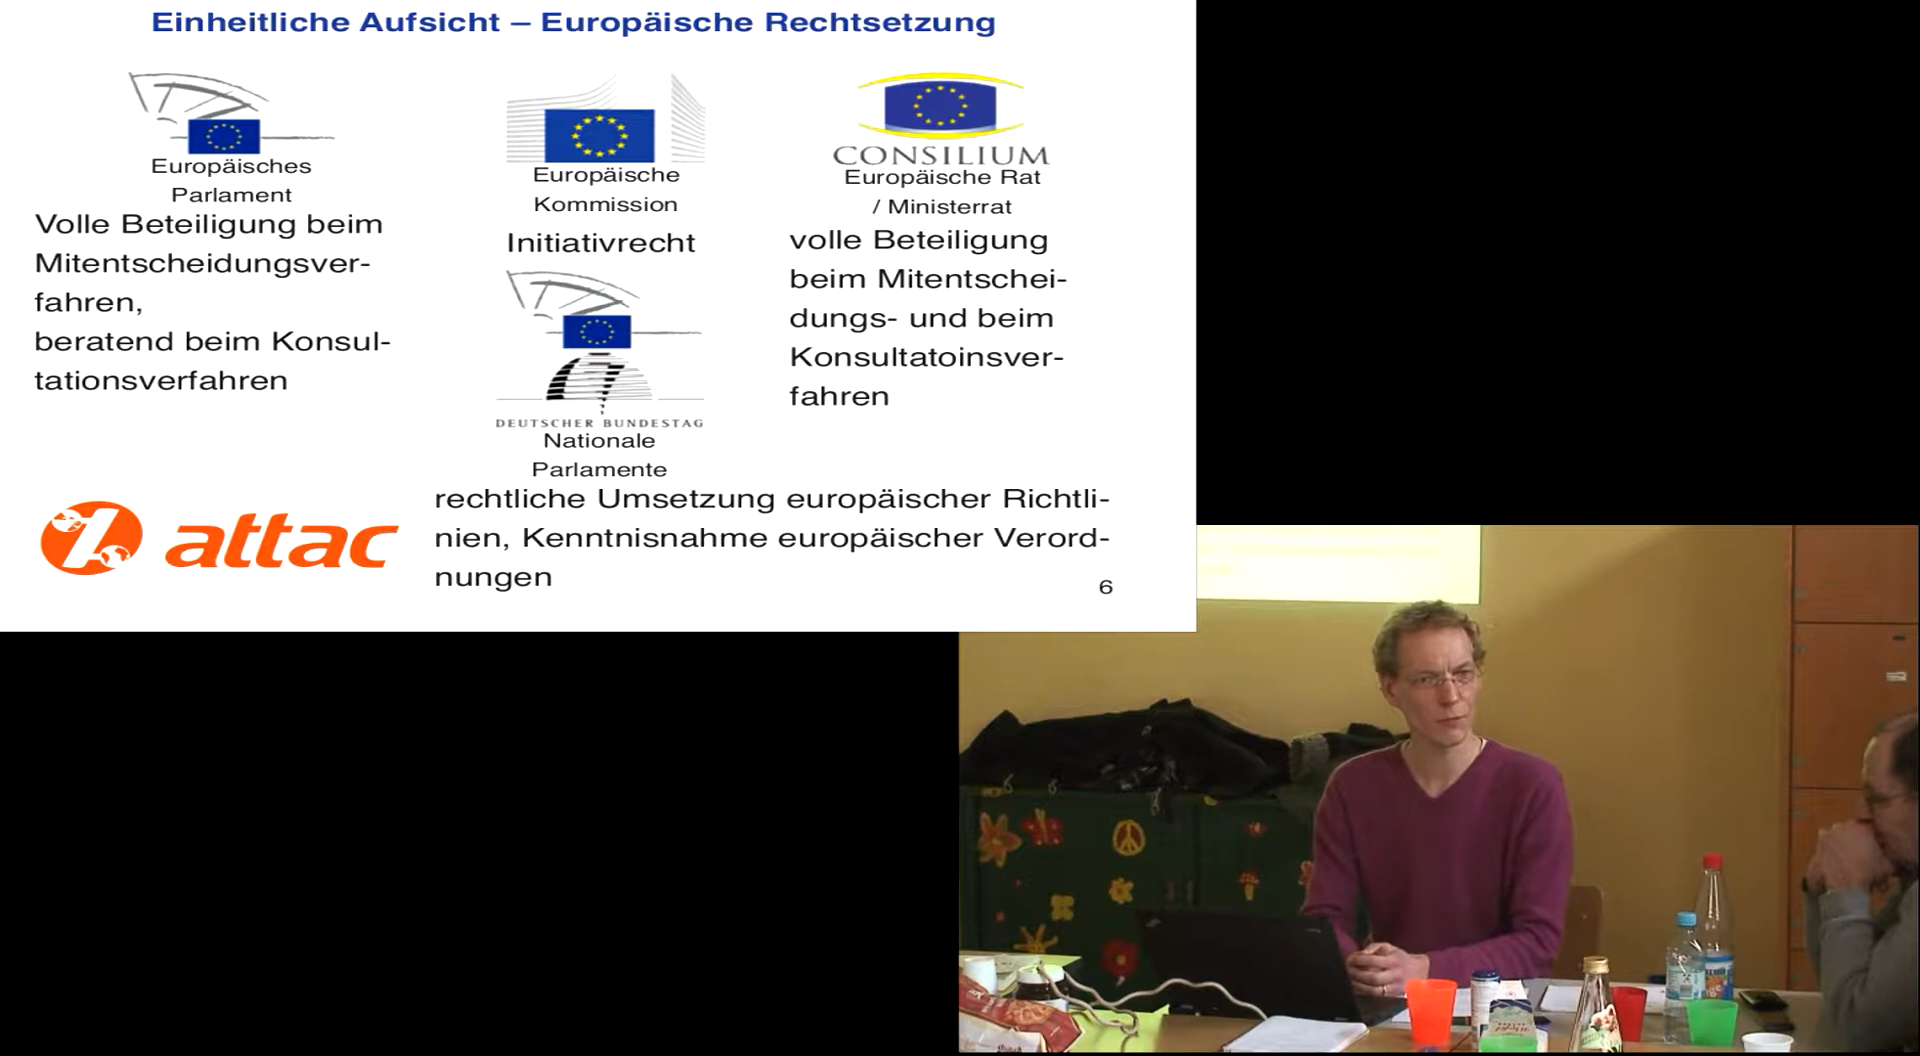 Einheitliche Aufsicht – Europäische Rechtsetzung
Europäisches
Parlament
Volle Beteiligung beim
Mitentscheidungsver-
fahren,
beratend beim Konsul-
tationsverfahren
Europäische
Kommission
Initiativrecht
DEUTSCHER BUNDESTAG
Nationale
Parlamente
rechtliche Umsetzung europäischer Richtli-
nien, Kenntnisnahme europäischer Verord-
nungen
CONSILIUM
Europäische Rat
/ Ministerrat
volle Beteiligung
beim Mitentschei-
dungs- und beim
Konsultatoinsver-
fahren
attac
6